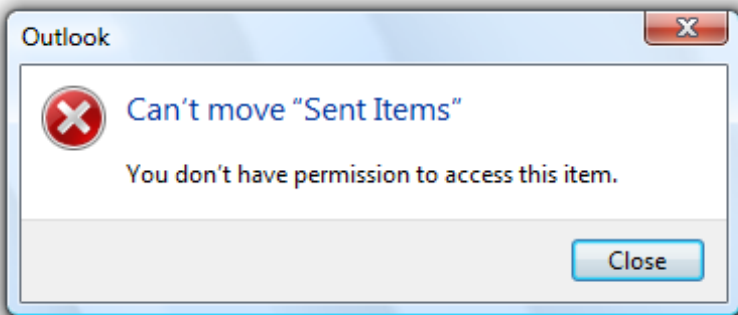 Outlook
Can't move “Sent Items”
You don't have permission to access this item.
Close